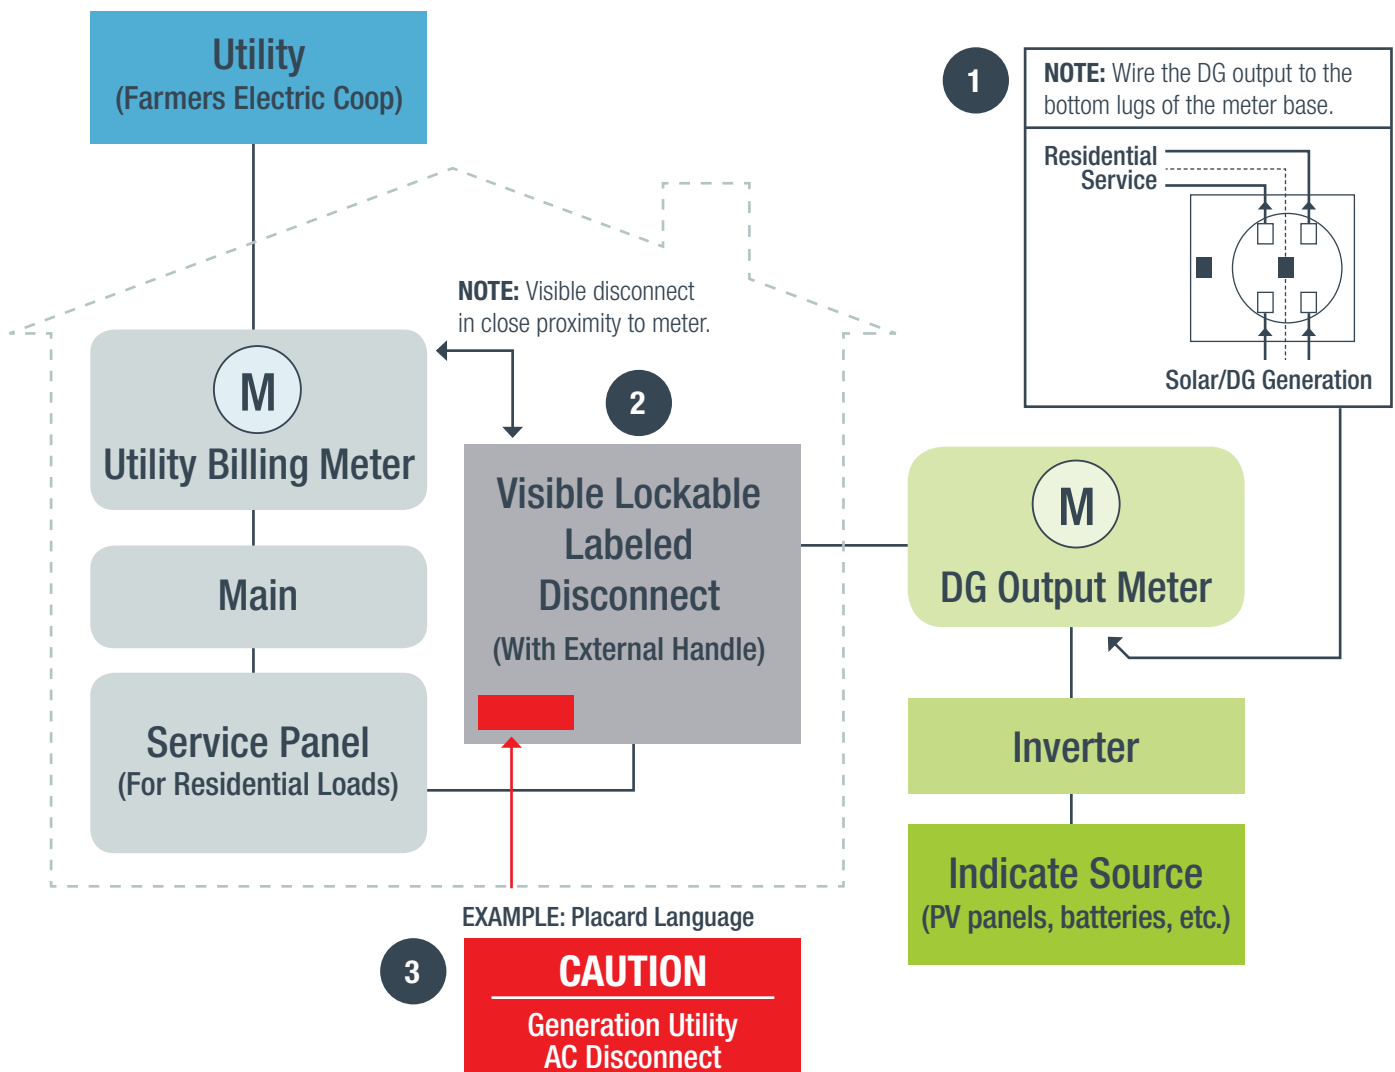 Utility
(Farmers Electric Coop)
1
NOTE: Wire the DG output to the
bottom lugs of the meter base.
Residential
Service
Solar/DG Generation
NOTE: Visible disconnect
in close proximity to meter.
M
Utility Billing Meter
2
Visible Lockable
Labeled
Disconnect
(With External Handle)
M
DG Output Meter
Main
Service Panel
(For Residential Loads)
Inverter
Indicate Source
(PV panels, batteries, etc.)
EXAMPLE: Placard Language
3
CAUTION
Generation Utility
AC Disconnect